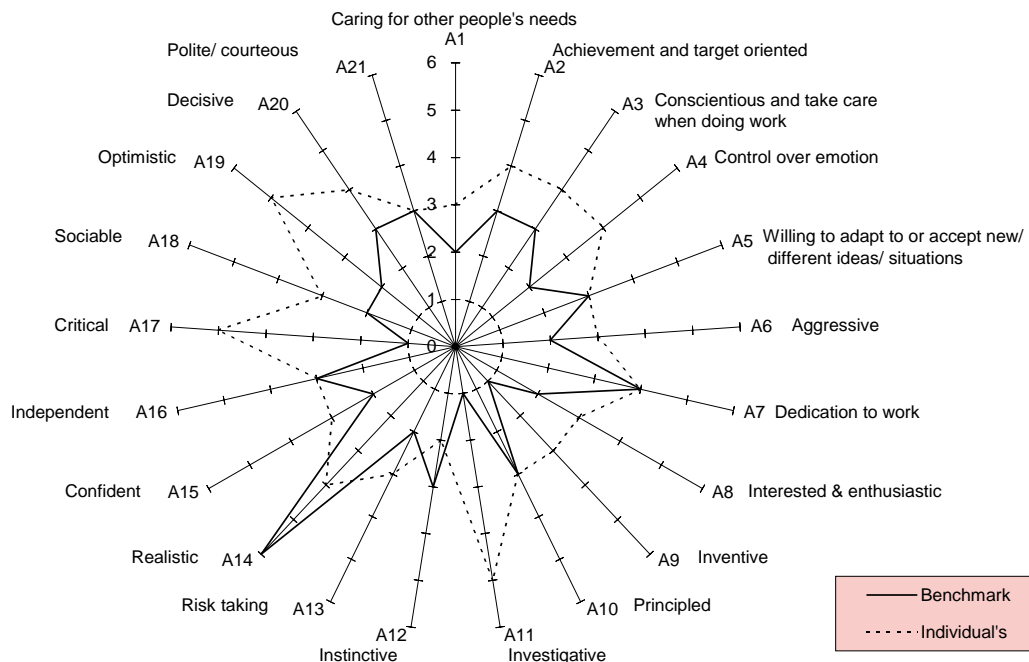 Caring for other people's needs
A1
Achievement and target oriented
A2
Conscientious and take care
when doing work
A3
Control over emotion
A4
Willing to adapt to or accept new/
different ideas/ situations
A5
Aggressive
A6
Dedication to work
A7
Interested & enthusiastic
A8
Inventive
A9
Principled
A10
Investigative
A11
Instinctive
A12
Risk taking
A13
Realistic
A14
Confident
A15
Independent
A16
Critical
A17
Sociable
A18
Optimistic
A19
Decisive
A20
Polite/ courteous
A21
6
5
4
3
2
1
0
Benchmark
Individual's